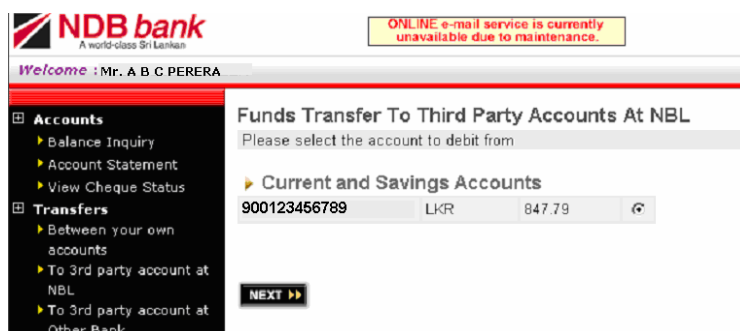 NDB bank
A world-class Sri Lankan
ONLINE e-mail service is currently
unavailable due to maintenance.
Welcome : Mr. A B C PERERA
Accounts
Balance Inquiry
Account Statement
View Cheque Status
Transfers
Between your own
accounts
To 3rd party account at
NBL
To 3rd party account at
Other Bank
Funds Transfer To Third Party Accounts At NBL
Please select the account to debit from
Current and Savings Accounts
900123456789 LKR 847.79
NEXT